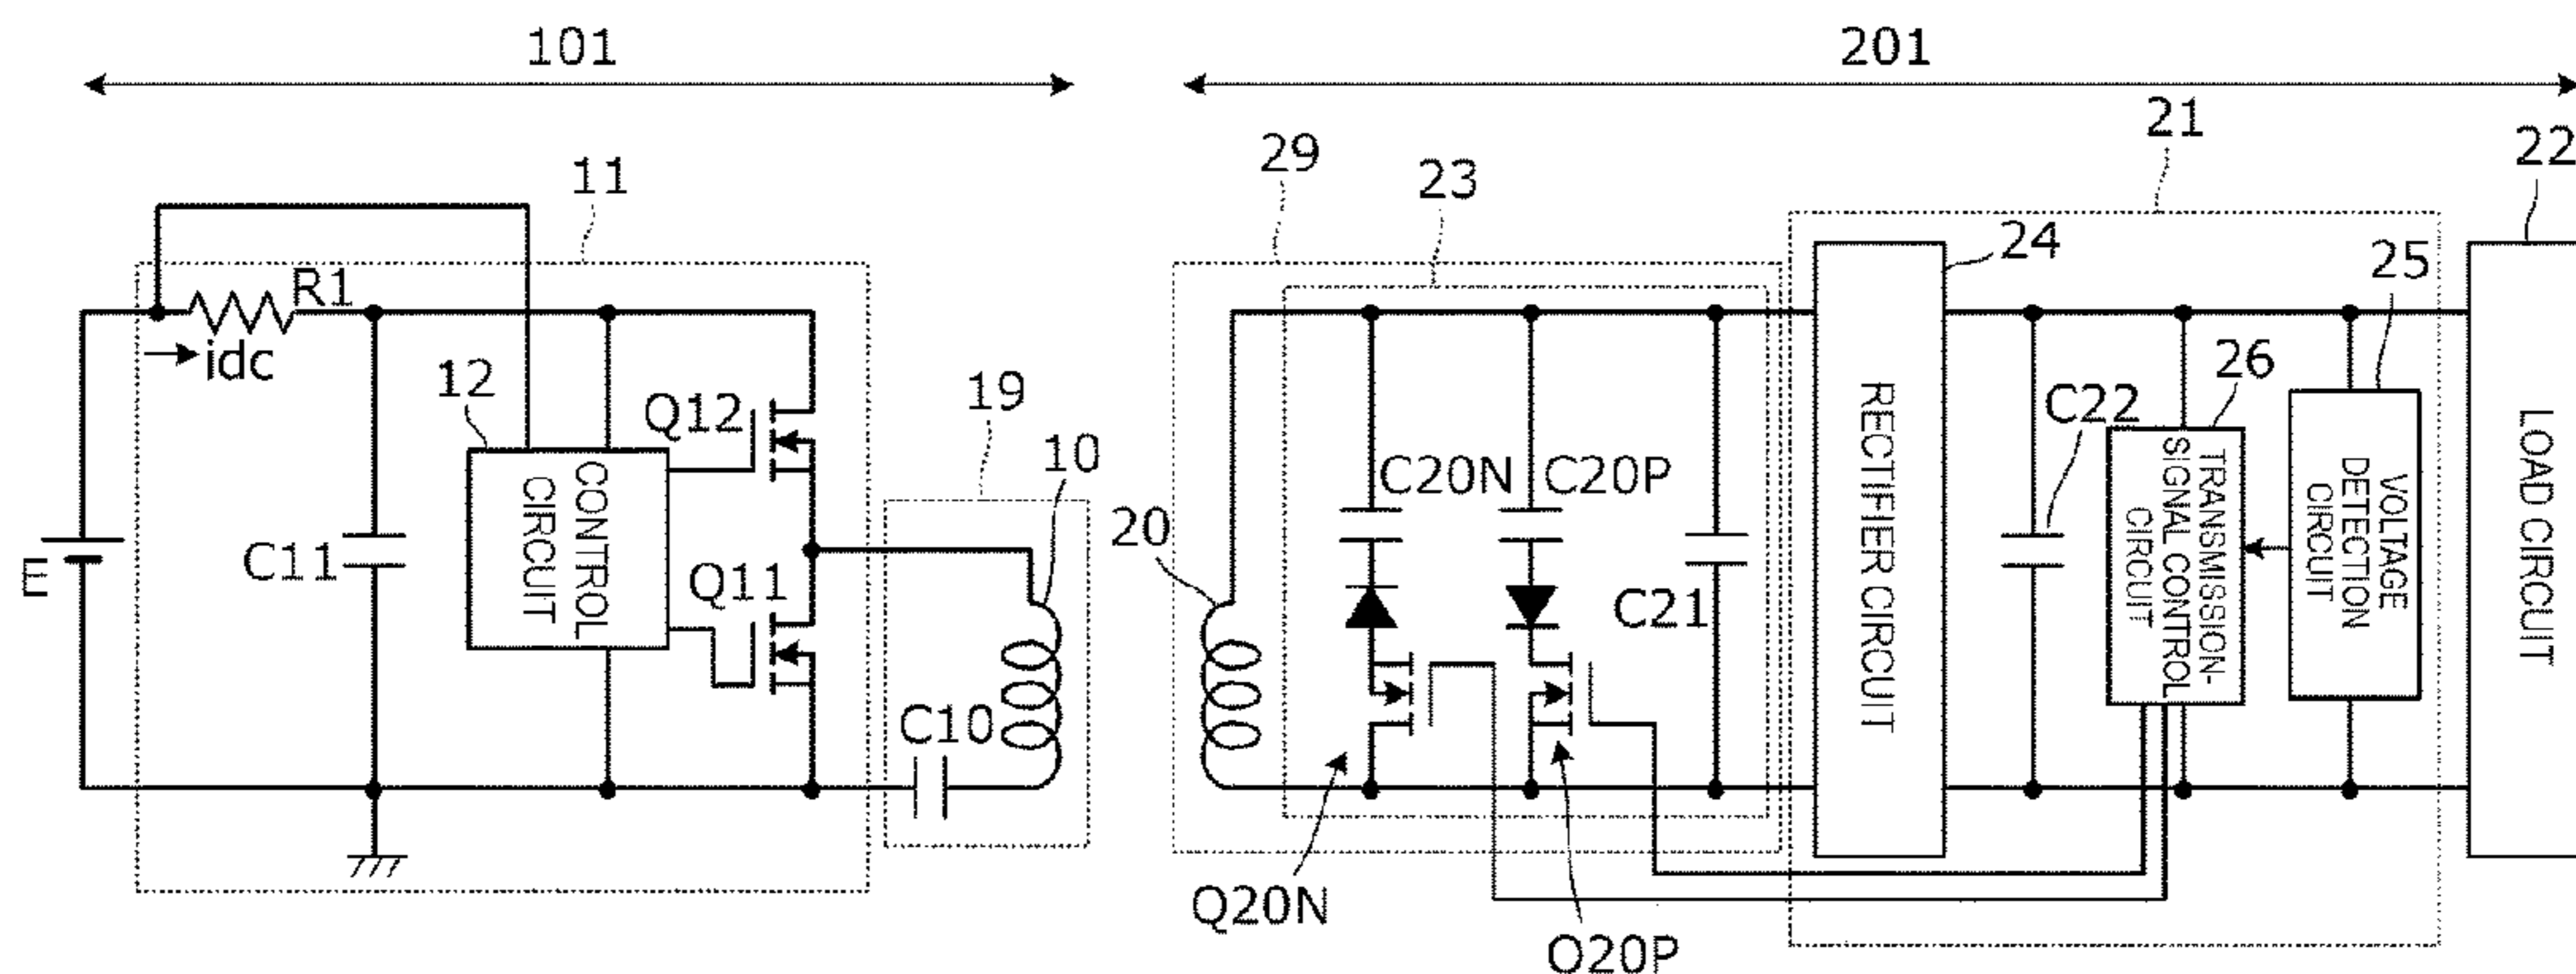 101
201
11
29
23
21
22
R1
idc
24
25
12
Q12
19
10
C20N
C20P
26
C22
E
C11
CONTROL
CIRCUIT
Q11
C10
20
C21
RECTIFIER CIRCUIT
TRANSMISSION-
SIGNAL CONTROL
CIRCUIT
VOLTAGE
DETECTION
CIRCUIT
LOAD CIRCUIT
Q20N
O20P